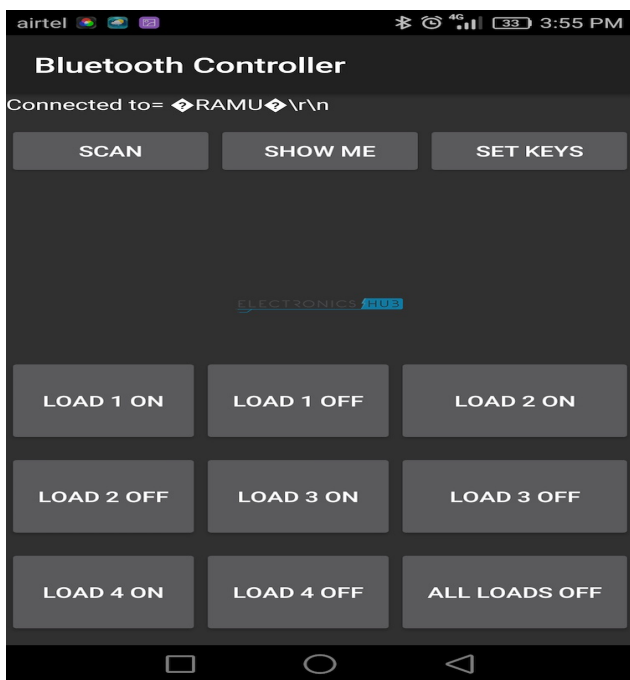 airtel 4G 33 3:55 PM
Bluetooth Controller
Connected to= �RAMU�\r\n
SCAN SHOW ME SET KEYS
ELECTRONICS HUB
LOAD 1 ON LOAD 1 OFF LOAD 2 ON
LOAD 2 OFF LOAD 3 ON LOAD 3 OFF
LOAD 4 ON LOAD 4 OFF ALL LOADS OFF